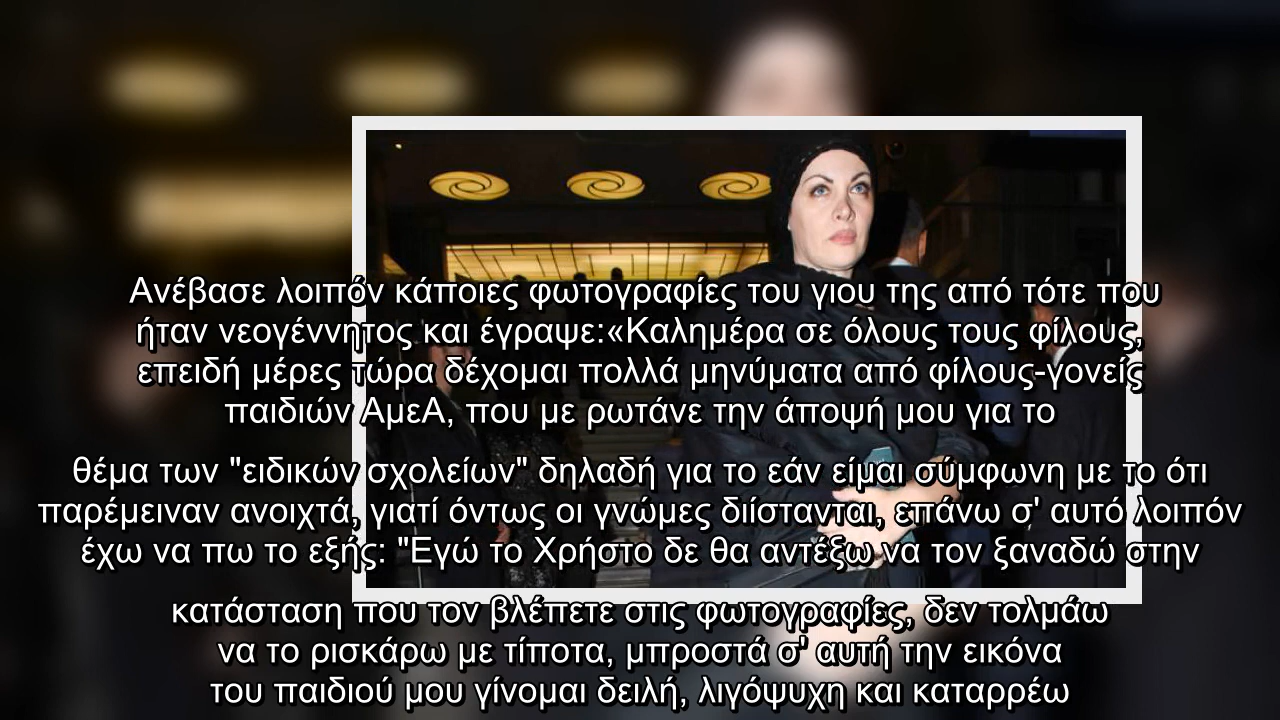 Ανέβασε λοιπόν κάποιες φωτογραφίες του γιου της από τότε που
ήταν νεογέννητος και έγραψε:«Καλημέρα σε όλους τους φίλους,
επειδή μέρες τώρα δέχομαι πολλά μηνύματα από φίλους-γονείς
παιδιών ΑμεΑ, που με ρωτάνε την άποψή μου για το
θέμα των "ειδικών σχολείων" δηλαδή για το εάν είμαι σύμφωνη με το ότι
παρέμειναν ανοιχτά, γιατί όντως οι γνώμες διίστανται, επάνω σ' αυτό λοιπόν
έχω να πω το εξής: "Εγώ το Χρήστο δε θα αντέξω να τον ξαναδώ στην
κατάσταση που τον βλέπετε στις φωτογραφίες, δεν τολμάω
να το ρισκάρω με τίποτα, μπροστά σ' αυτή την εικόνα
του παιδιού μου γίνομαι δειλή, λιγόψυχη και καταρρέω